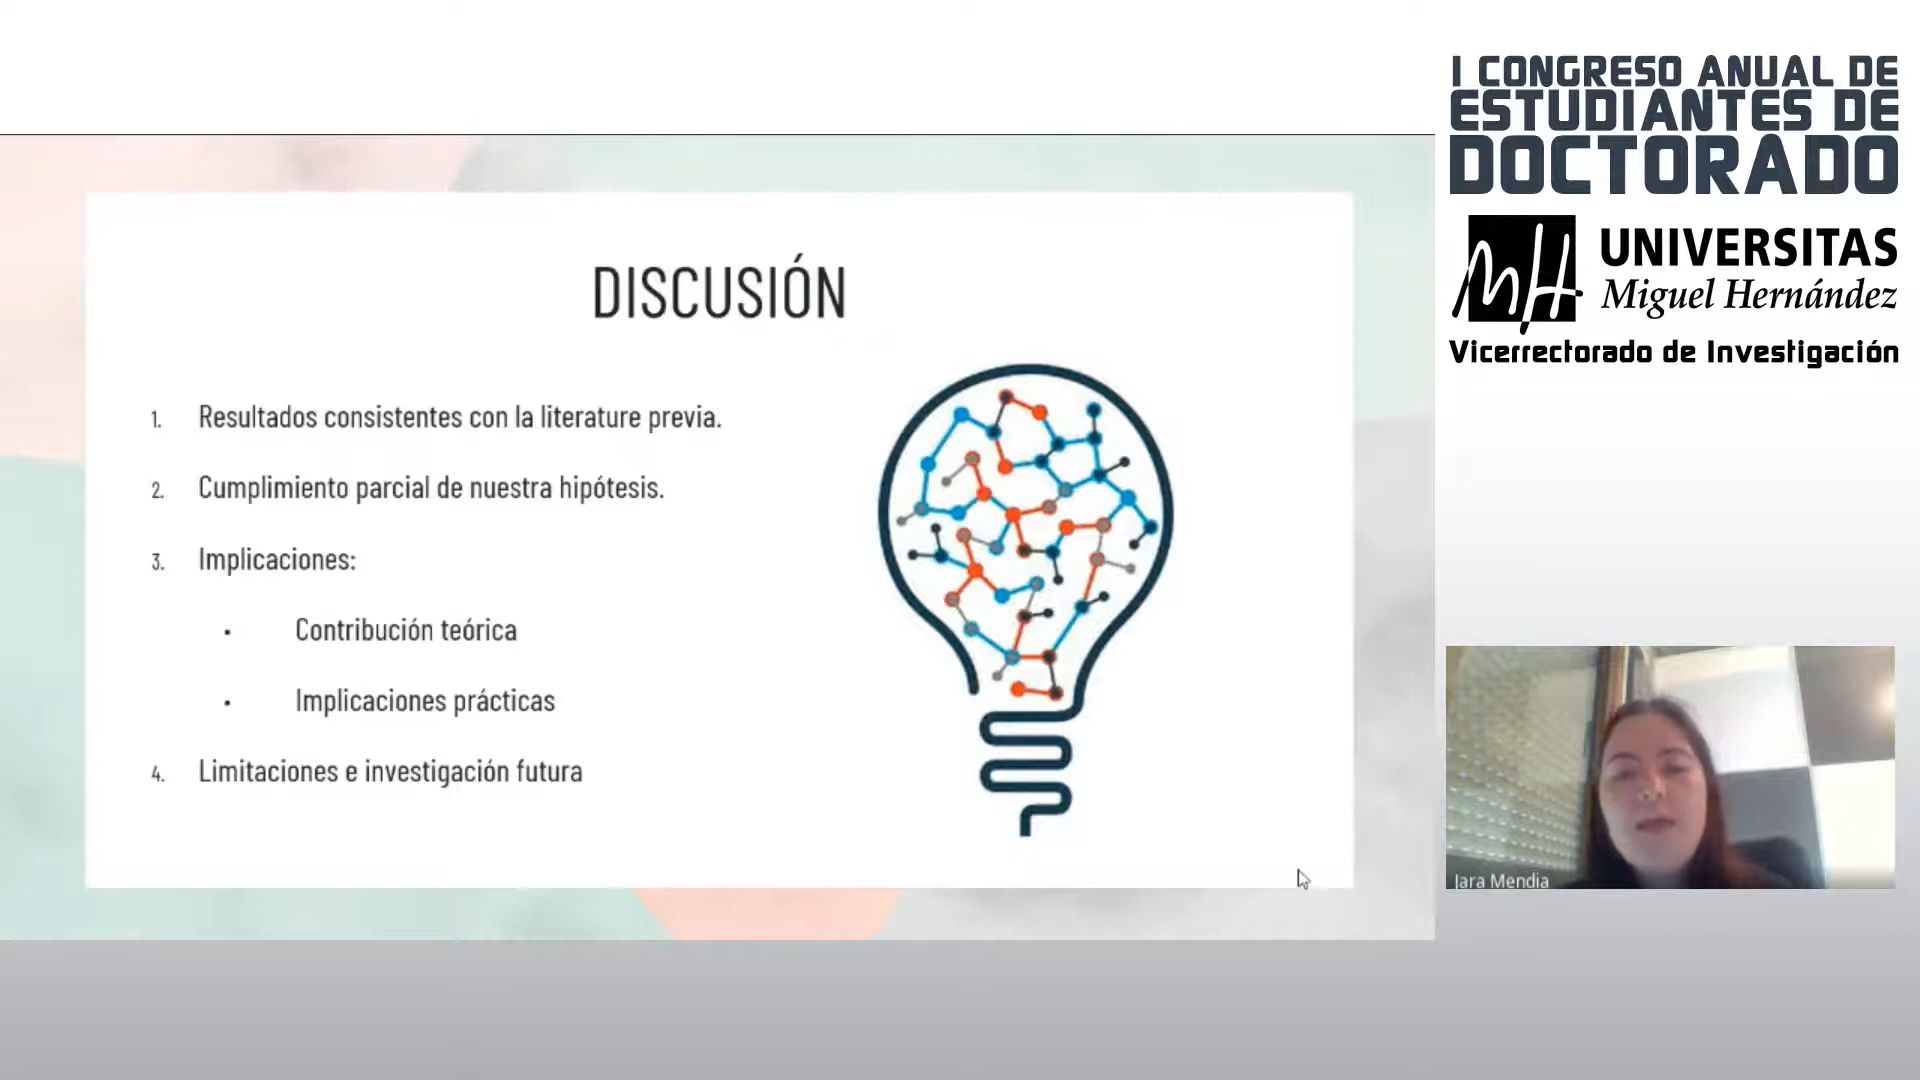 I CONGRESO ANUAL DE
ESTUDIANTES DE
DOCTORADO
UNIVERSITAS
Miguel Hernández
Vicerrectorado de Investigación
DISCUSIÓN
1. Resultados consistentes con la literature previa.
2. Cumplimiento parcial de nuestra hipótesis.
3. Implicaciones:
• Contribución teórica
• Implicaciones prácticas
4. Limitaciones e investigación futura
Iara Mendia